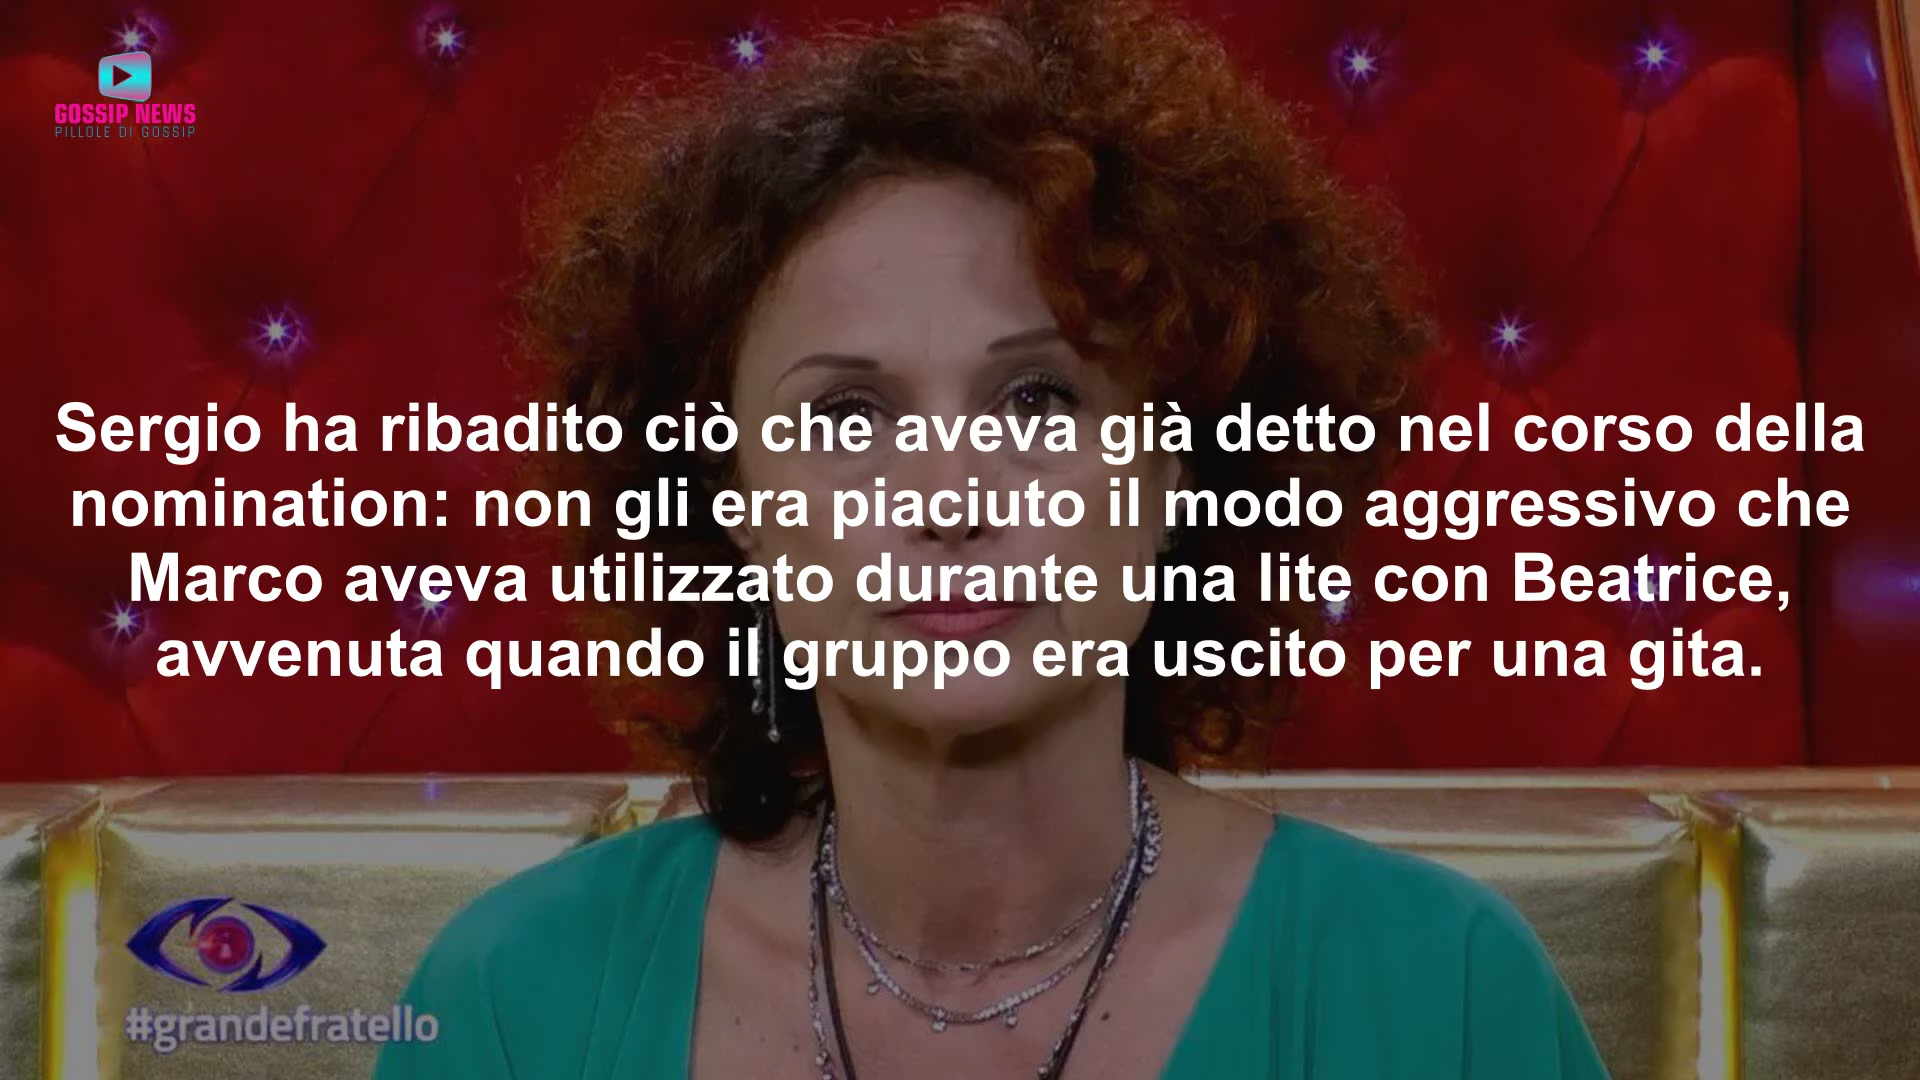 GOSSIP NEWS
PILLOLE DI GOSSIP
Sergio ha ribadito ciò che aveva già detto nel corso della
nomination: non gli era piaciuto il modo aggressivo che
Marco aveva utilizzato durante una lite con Beatrice,
avvenuta quando il gruppo era uscito per una gita.
#grandefratello